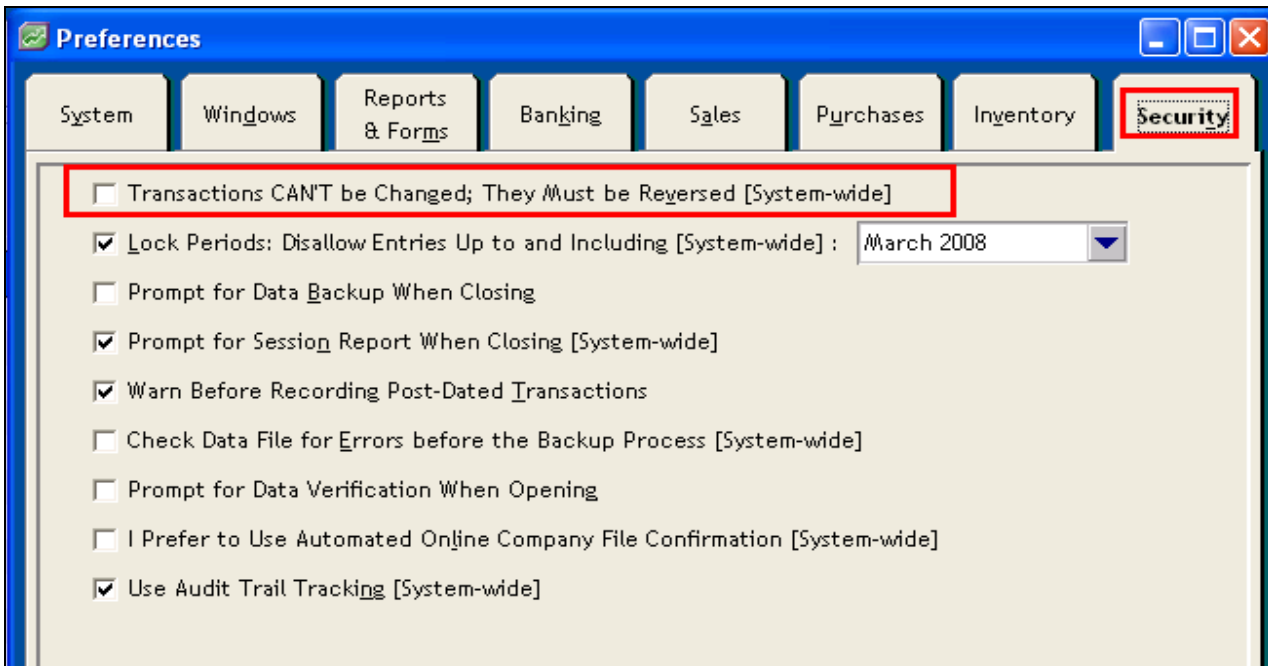 Preferences
System
Windows
Reports
& Forms
Banking
Sales
Purchases
Inventory
Security
Transactions CAN'T be Changed; They Must be Reversed [System-wide]
Lock Periods: Disallow Entries Up to and Including [System-wide] : March 2008
Prompt for Data Backup When Closing
Prompt for Session Report When Closing [System-wide]
Warn Before Recording Post-Dated Transactions
Check Data File for Errors before the Backup Process [System-wide]
Prompt for Data Verification When Opening
I Prefer to Use Automated Online Company File Confirmation [System-wide]
Use Audit Trail Tracking [System-wide]